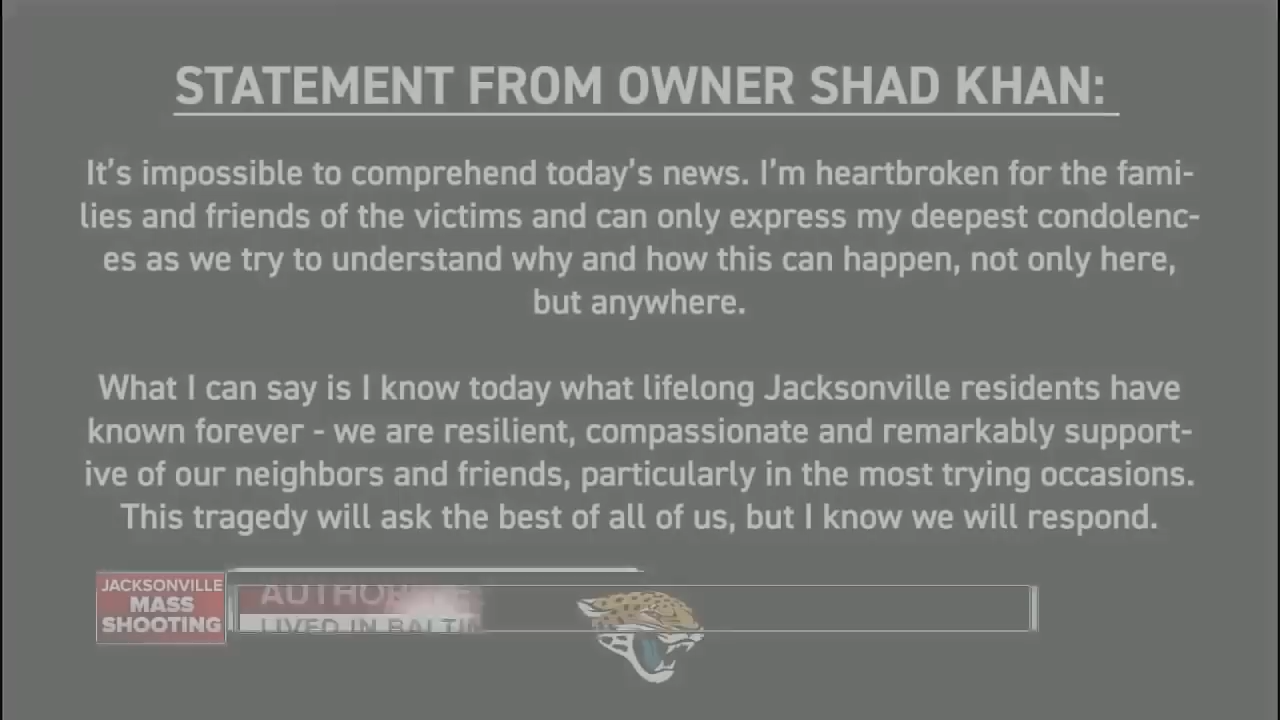 STATEMENT FROM OWNER SHAD KHAN:
It's impossible to comprehend today's news. I'm heartbroken for the fami-
lies and friends of the victims and can only express my deepest condolenc-
es as we try to understand why and how this can happen, not only here,
but anywhere.
What I can say is I know today what lifelong Jacksonville residents have
known forever - we are resilient, compassionate and remarkably support-
ive of our neighbors and friends, particularly in the most trying occasions.
This tragedy will ask the best of all of us, but I know we will respond.
JACKSONVILLE
MASS
SHOOTING
LIVED IN